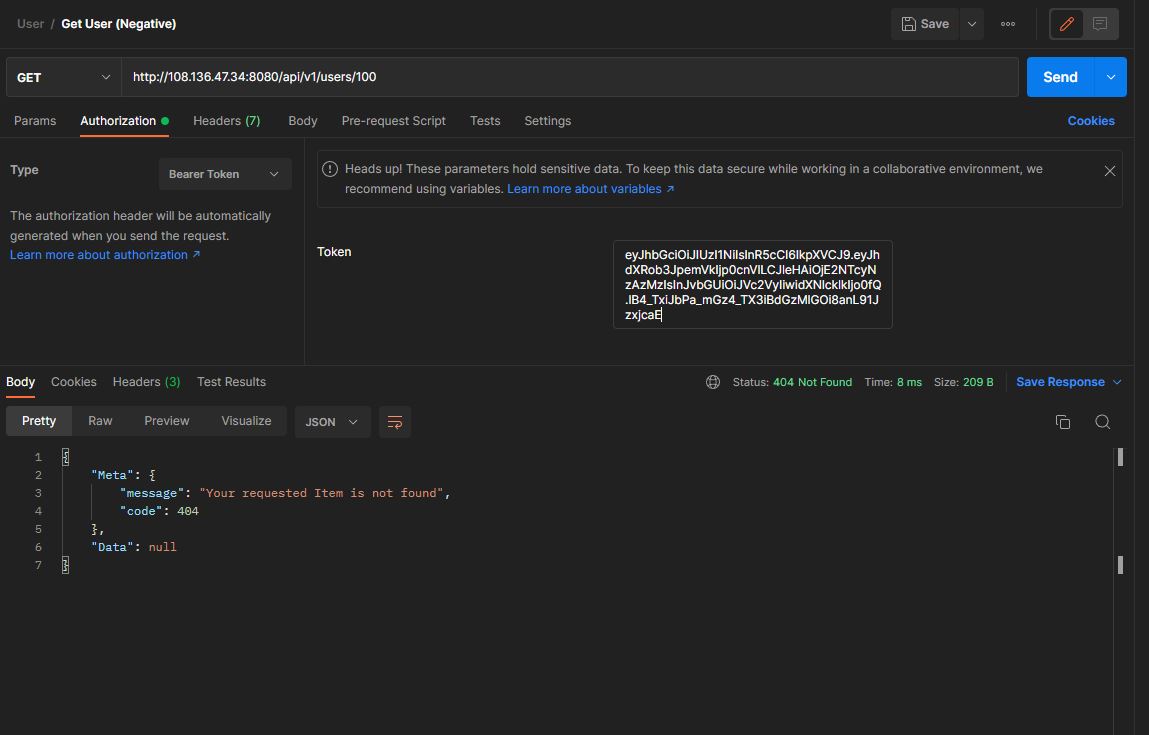 User / Get User (Negative)
Save
GET
http://108.136.47.34:8080/api/v1/users/100
Send
Params Authorization Headers (7) Body Pre-request Script Tests Settings Cookies
Type
Bearer Token
The authorization header will be automatically
generated when you send the request.
Learn more about authorization ↗
Heads up! These parameters hold sensitive data. To keep this data secure while working in a collaborative environment, we
recommend using variables. Learn more about variables ↗
Token
eyJhbGciOiJIUzI1NiIsInR5cCI6IkpXVCJ9.eyJh
dXRob3JpemVkIjp0cnVlLCJleHAiOjE2NTcyN
zAzMzIsInJvbGUiOiJVc2VyIiwidXNlcklkIjo0fQ
.IB4_TxiJbPa_mGz4_TX3iBdGzMlGOi8anL91J
zxjcaE
Body Cookies Headers (3) Test Results
Status: 404 Not Found Time: 8 ms Size: 209 B Save Response
Pretty Raw Preview Visualize JSON
1 {
2 "Meta": {
3 "message": "Your requested Item is not found",
4 "code": 404
5 },
6 "Data": null
7 }